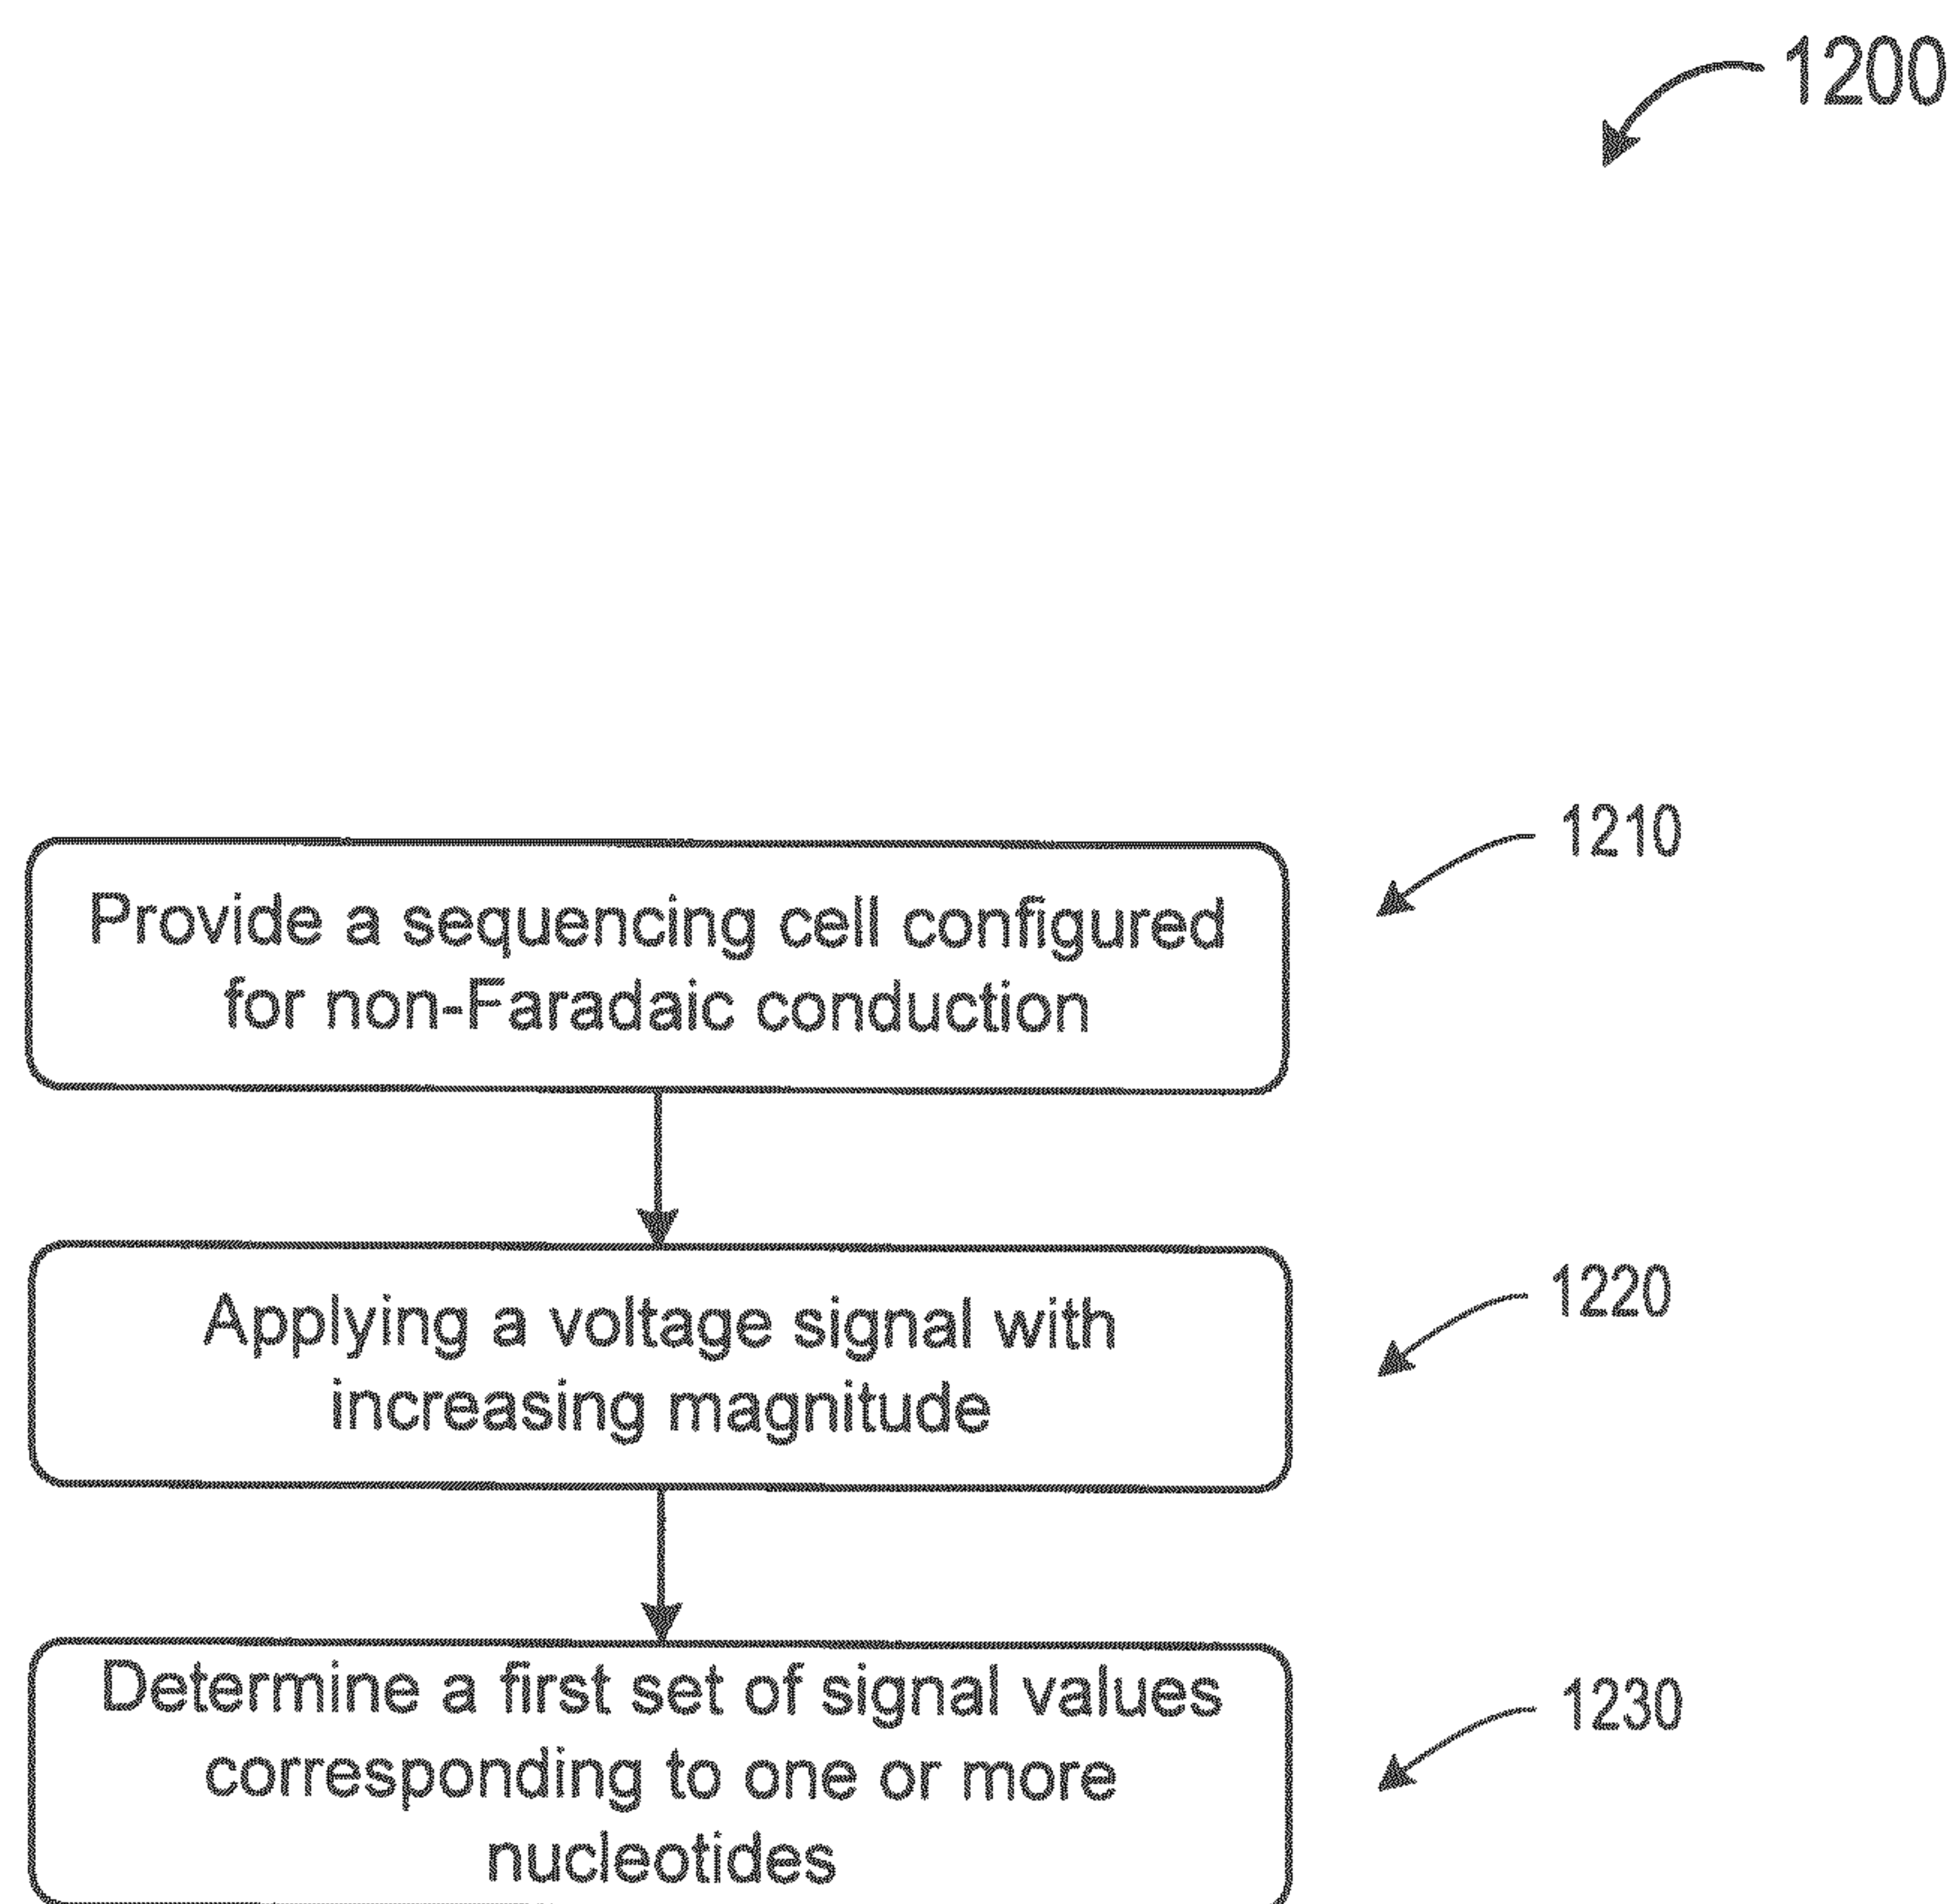 1200
1210
Provide a sequencing cell configured
for non-Faradaic conduction
1220
Applying a voltage signal with
increasing magnitude
1230
Determine a first set of signal values
corresponding to one or more
nucleotides